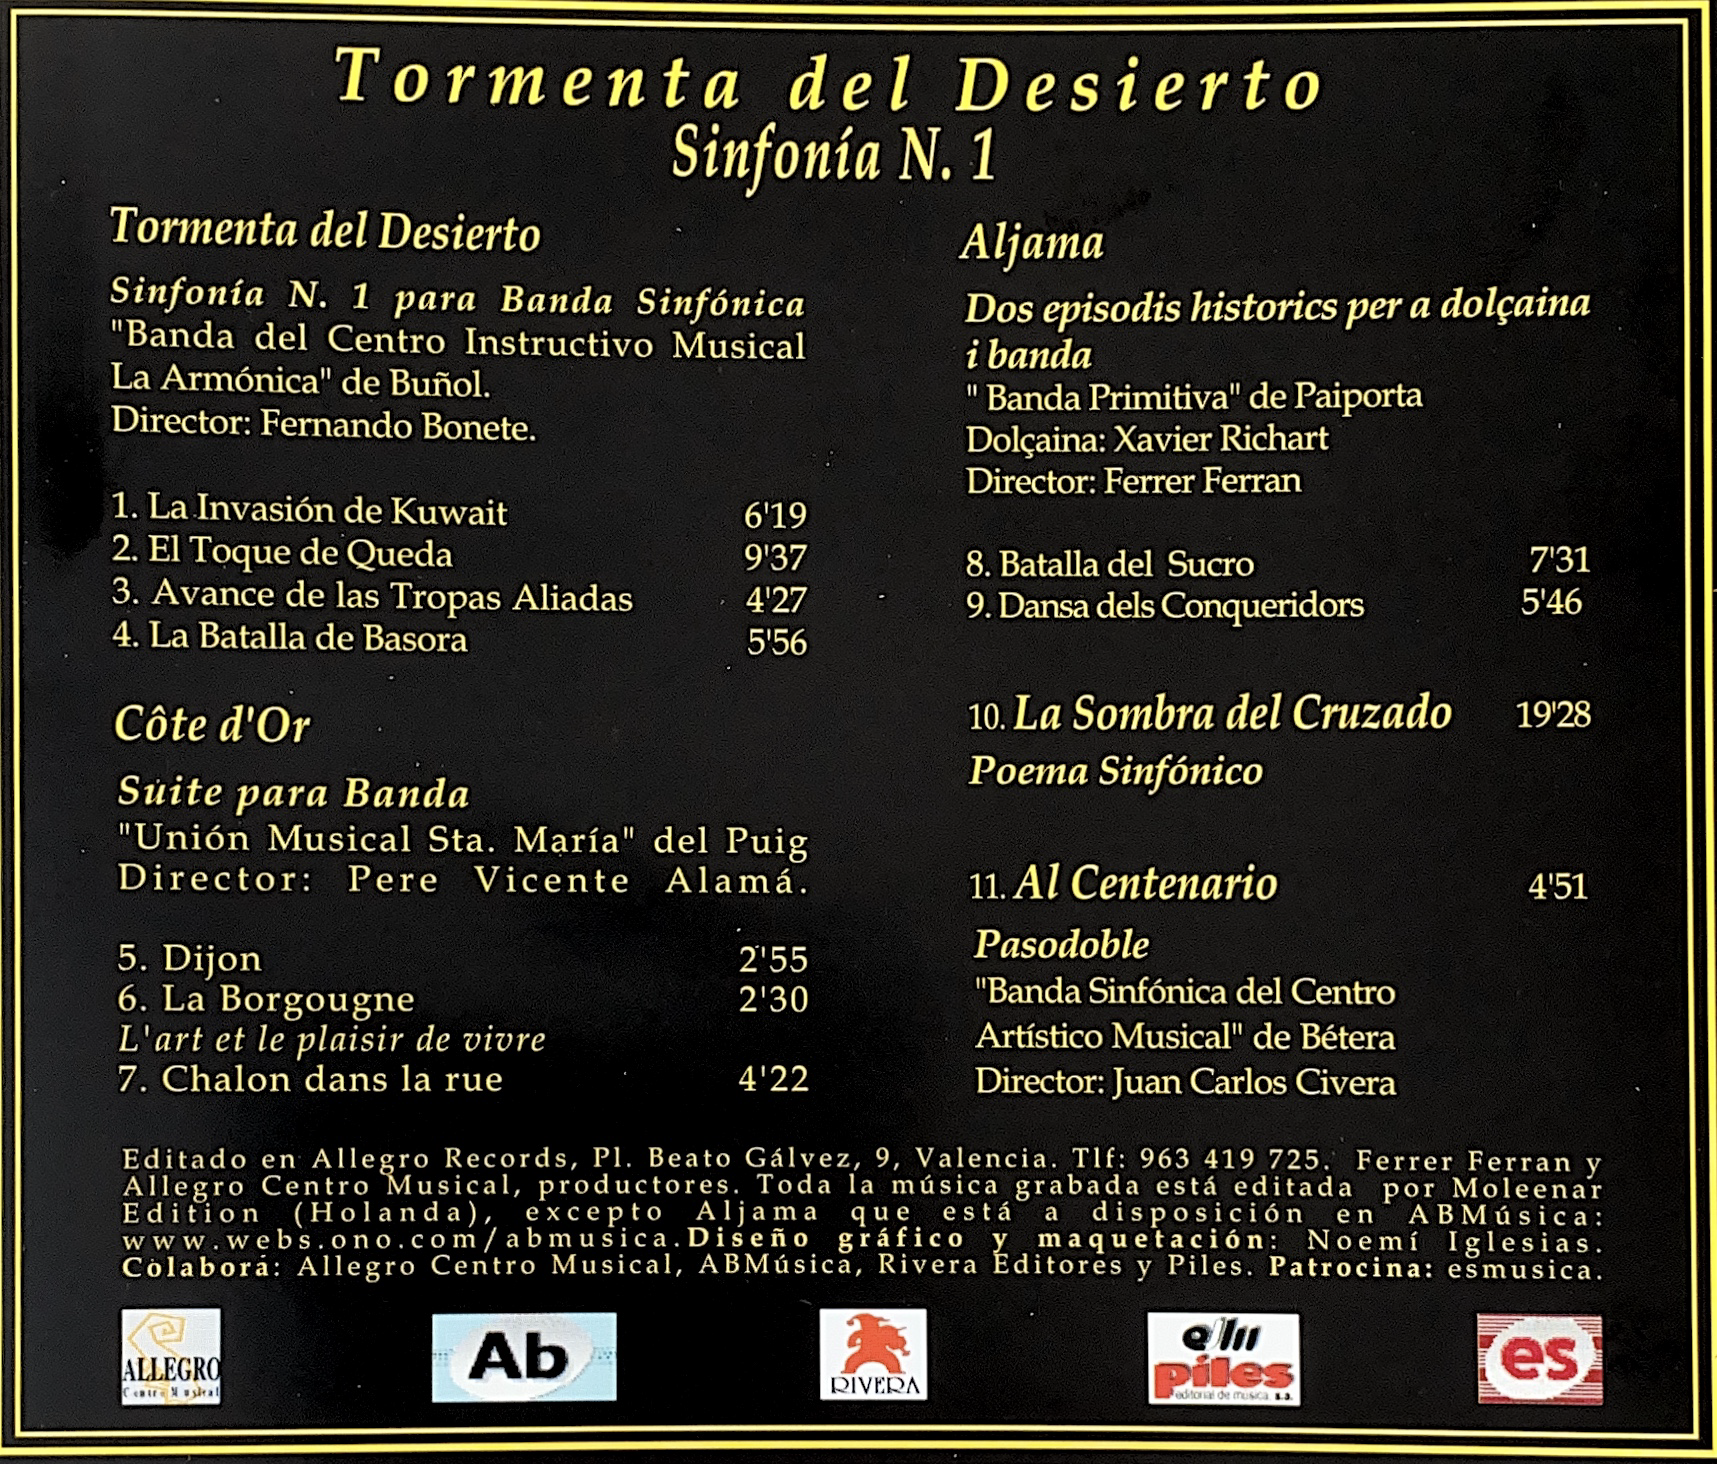 Tormenta del Desierto
Sinfonía N. 1
Tormenta del Desierto
Sinfonía N. 1 para Banda Sinfónica
"Banda del Centro Instructivo Musical
La Armónica" de Buñol.
Director: Fernando Bonete.
1. La Invasión de Kuwait 6'19
2. El Toque de Queda 9'37
3. Avance de las Tropas Aliadas 4'27
4. La Batalla de Basora 5'56
Côte d'Or
Suite para Banda
"Unión Musical Sta. María" del Puig
Director: Pere Vicente Alamá.
5. Dijon 2'55
6. La Borgougne 2'30
L'art et le plaisir de vivre
7. Chalon dans la rue 4'22
Aljama
Dos episodis historics per a dolçaina
i banda
" Banda Primitiva" de Paiporta
Dolçaina: Xavier Richart
Director: Ferrer Ferran
8. Batalla del Sucro 7'31
9. Dansa dels Conqueridors 5'46
10. La Sombra del Cruzado 19'28
Poema Sinfónico
11. Al Centenario 4'51
Pasodoble
"Banda Sinfónica del Centro
Artístico Musical" de Bétera
Director: Juan Carlos Civera
Editado en Allegro Records, Pl. Beato Gálvez, 9, Valencia. Tlf: 963 419 725. Ferrer Ferran y
Allegro Centro Musical, productores. Toda la música grabada está editada por Moleenar
Edition (Holanda), excepto Aljama que está a disposición en ABMúsica:
www.webs.ono.com/abmusica. Diseño gráfico y maquetación: Noemí Iglesias.
Colabora: Allegro Centro Musical, ABMúsica, Rivera Editores y Piles. Patrocina: esmusica.
ALLEGRO
Centro Musical
Ab
RIVERA
piles
editorial de musica s.a.
es